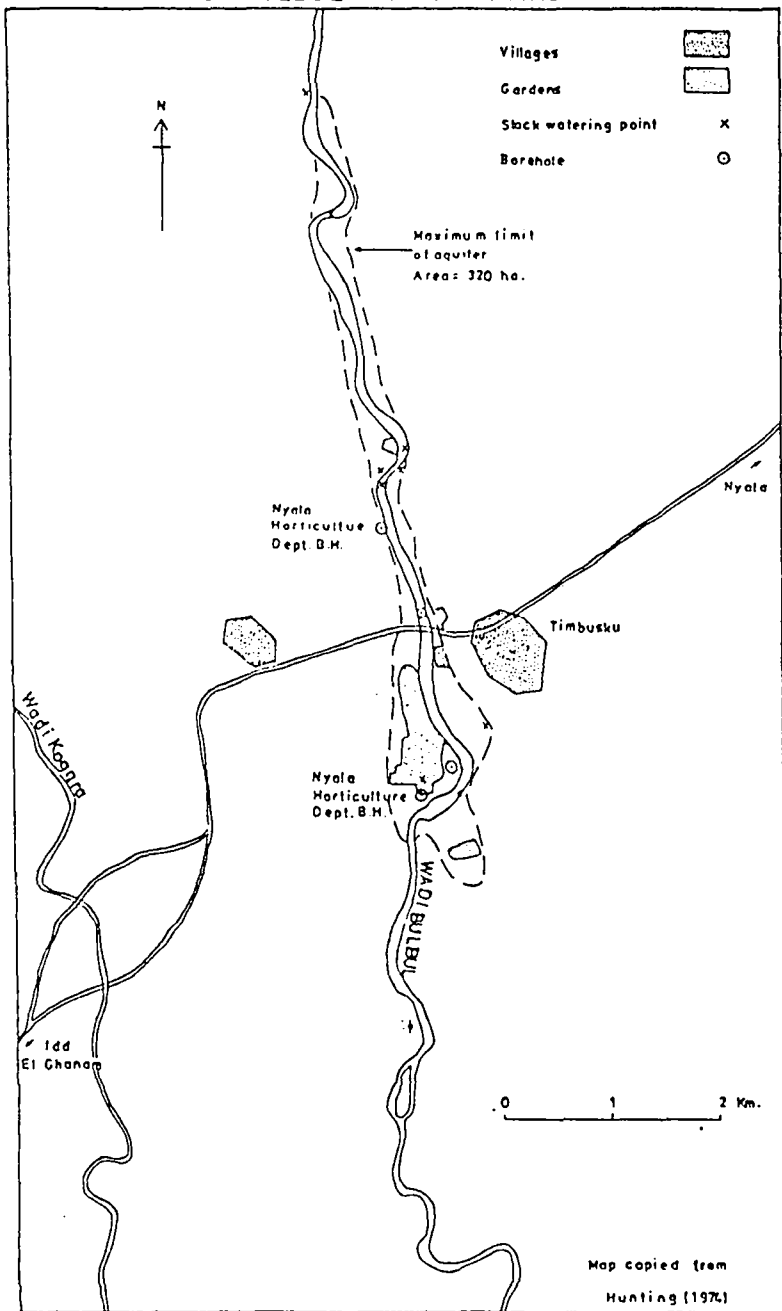 Villages
Gardens
Stock watering point x
Borehole
N
Maximum limit
of aquifer
Area = 320 ha.
Nyala
Nyala
Horticulture
Dept. B.H.
Timbusku
Wadi Kogara
Nyala
Horticulture
Dept. B.H.
WADI BULBUL
Idd
El Ghanam
0 1 2 Km.
Map copied from
Hunting (1974)